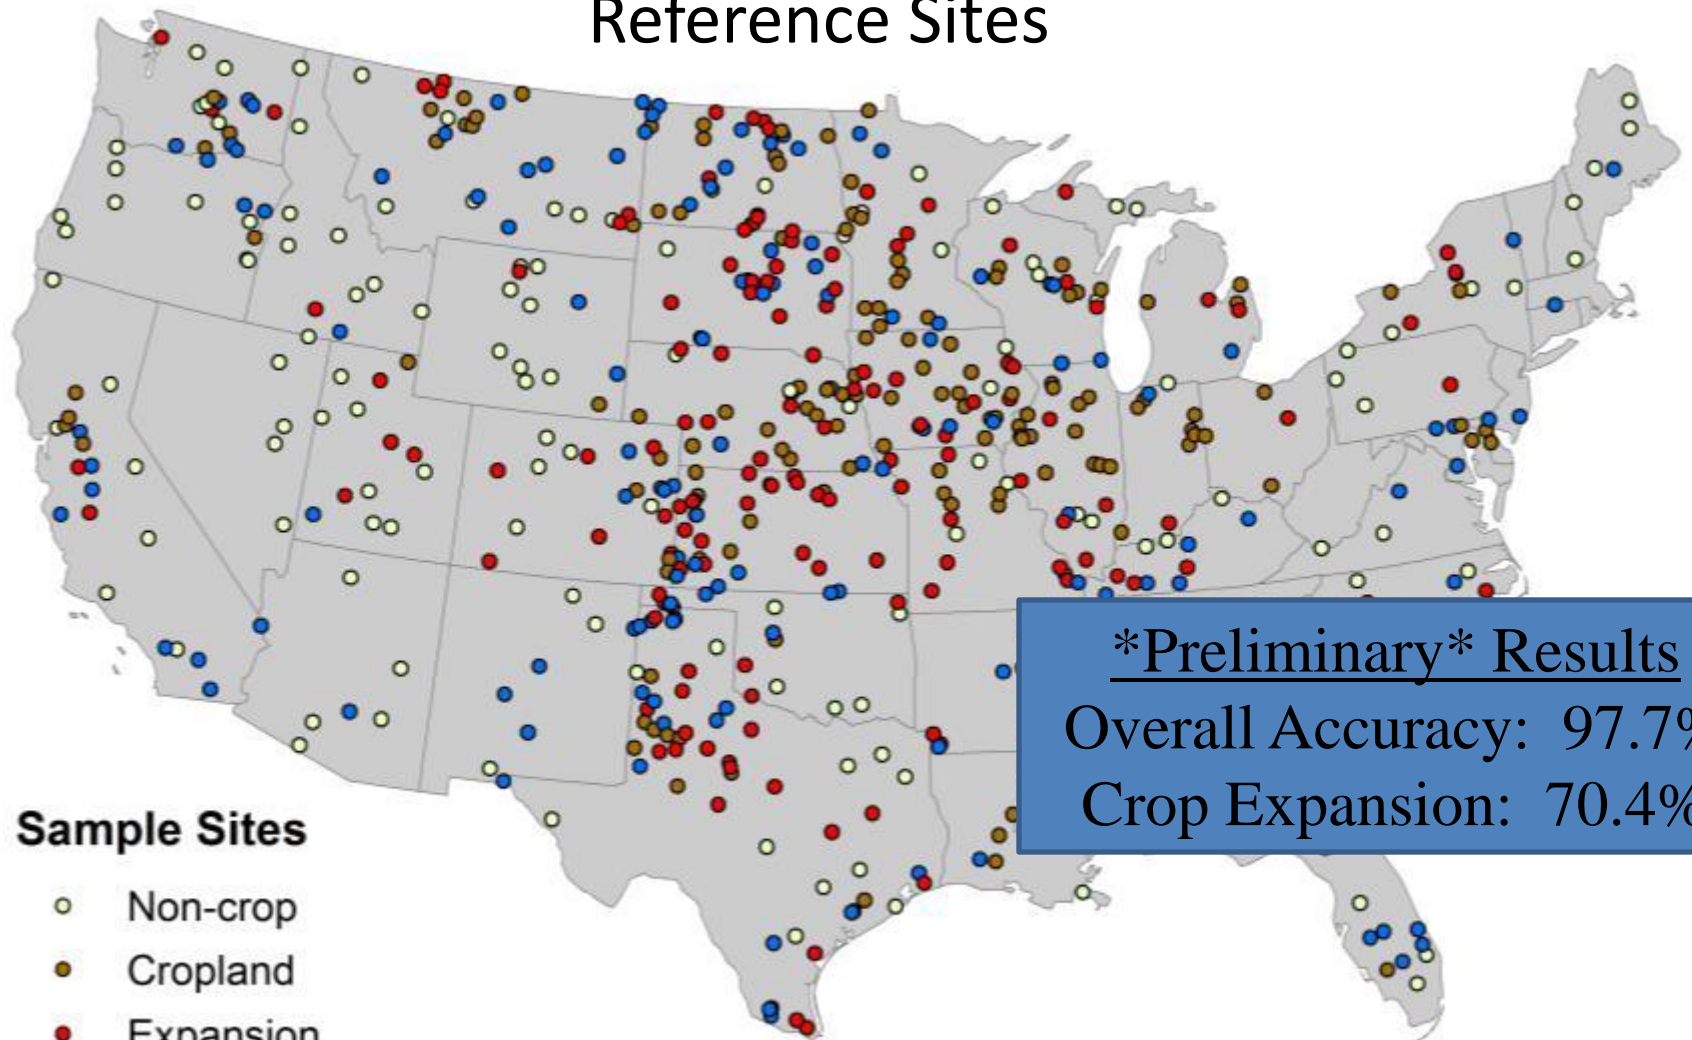 Reference Sites
*Preliminary* Results
Overall Accuracy: 97.7%
Crop Expansion: 70.4%
Sample Sites
Non-crop
Cropland
Expansion